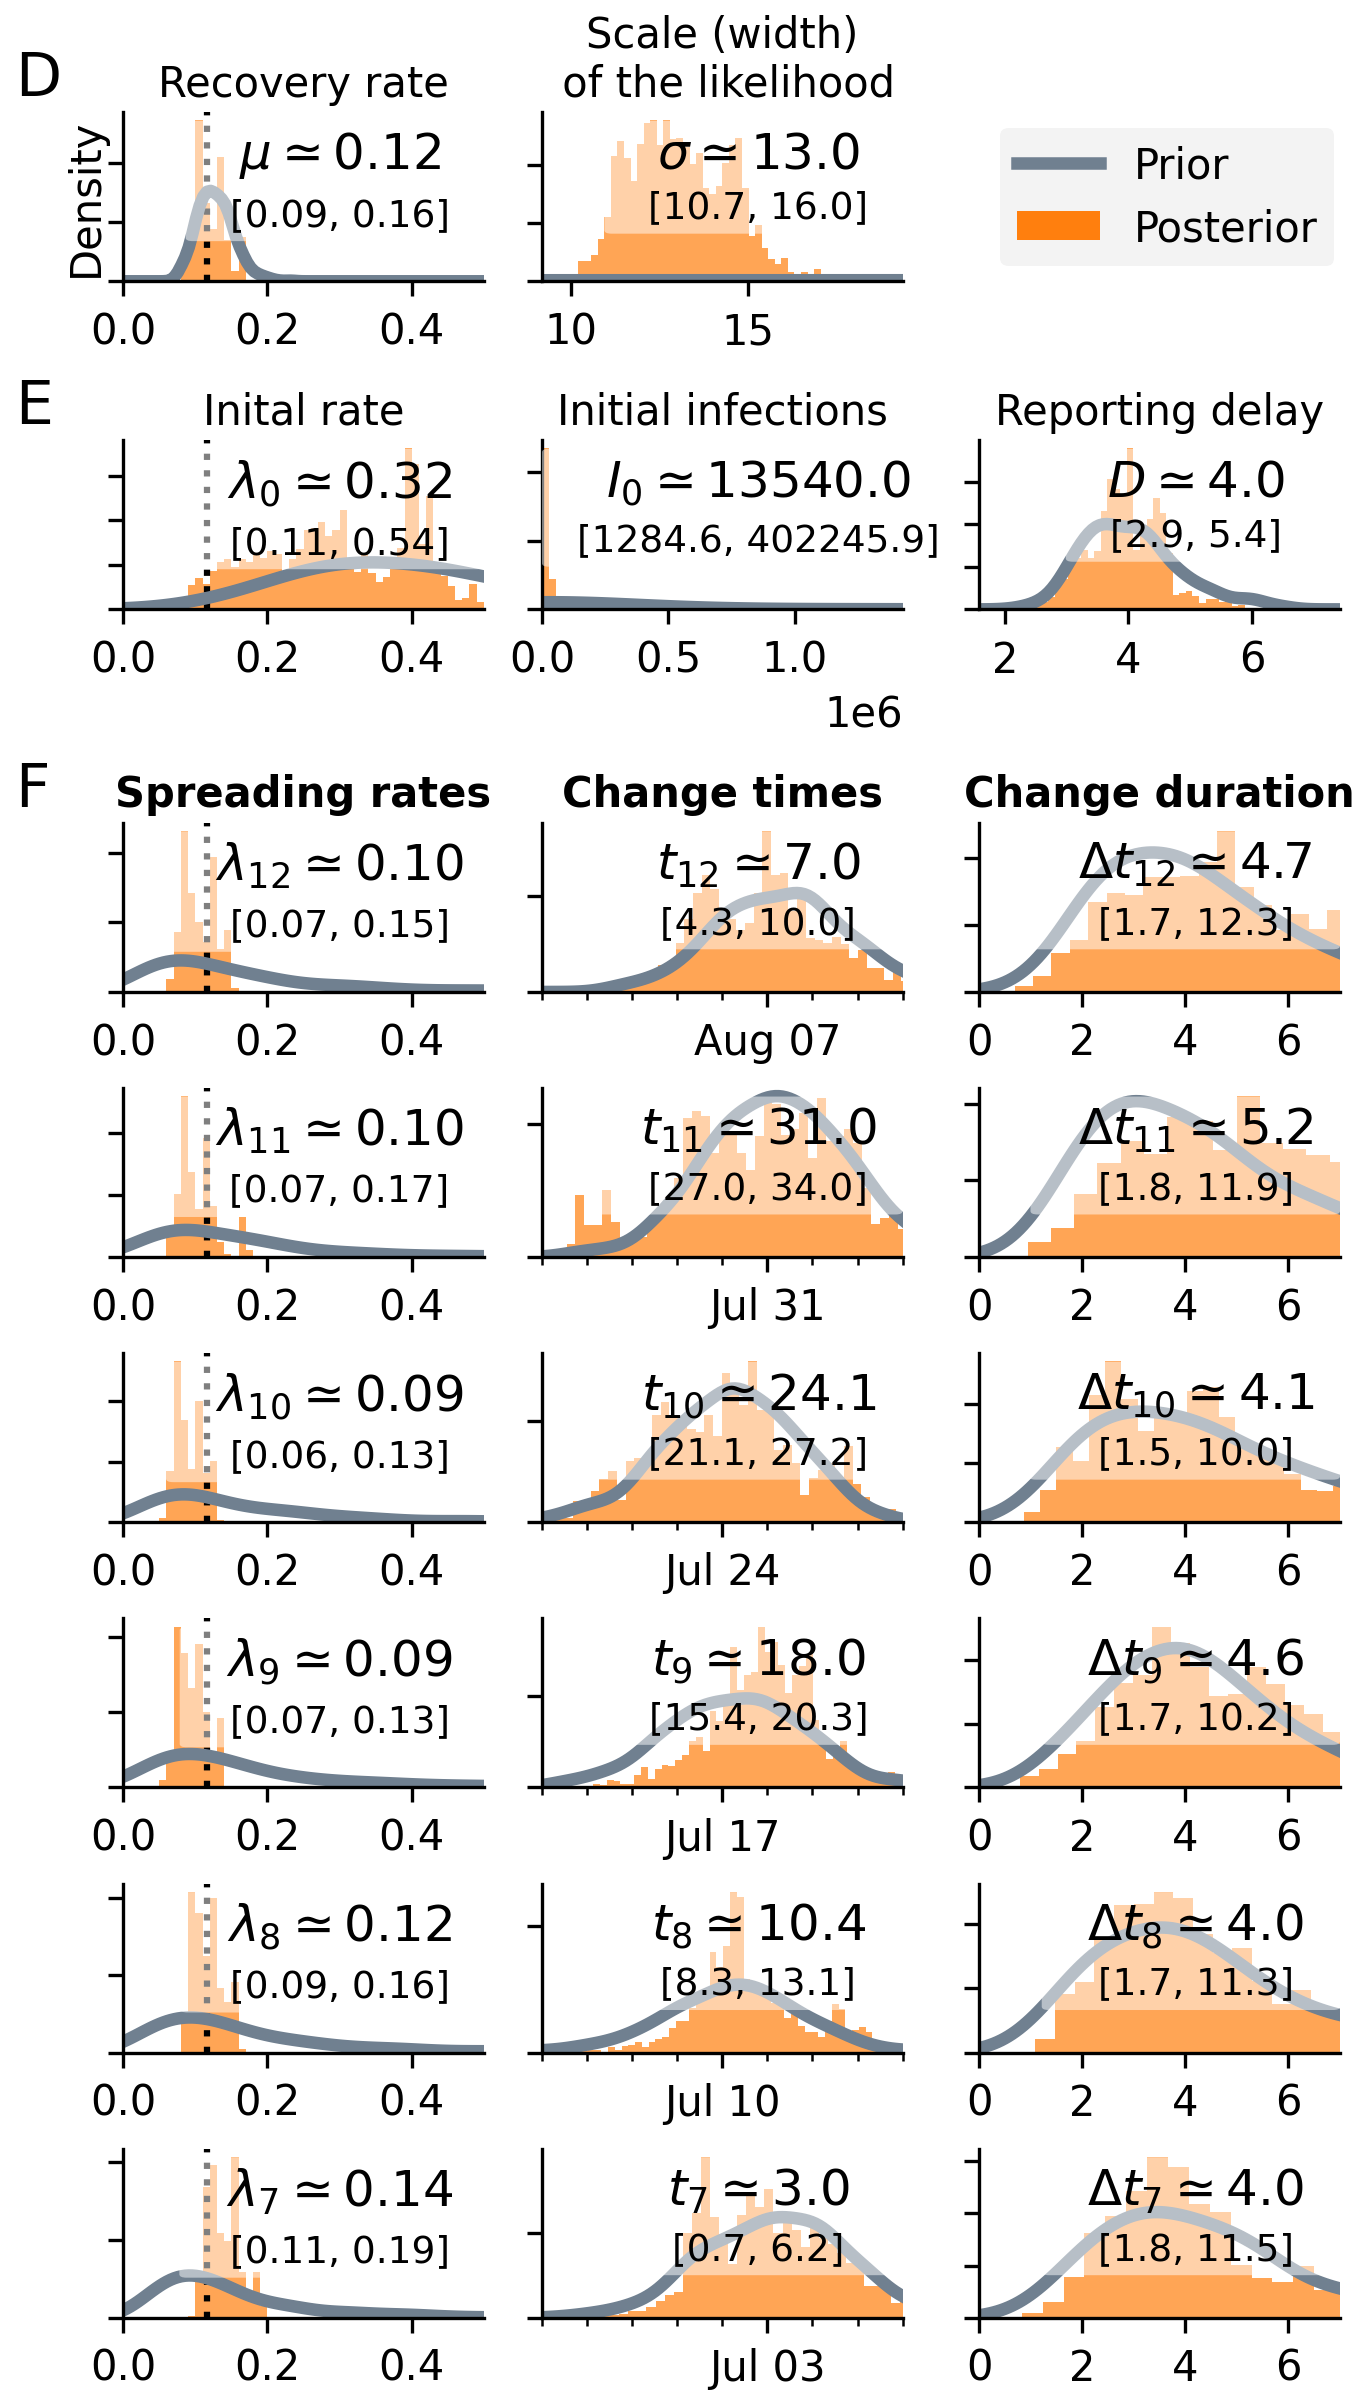 D
Recovery rate
Scale (width)
of the likelihood
Density
μ ≃ 0.12
[0.09, 0.16]
0.0 0.2 0.4
σ ≃ 13.0
[10.7, 16.0]
10 15
Prior
Posterior
E
Inital rate
λ0 ≃ 0.32
[0.11, 0.54]
0.0 0.2 0.4
Initial infections
I0 ≃ 13540.0
[1284.6, 402245.9]
0.0 0.5 1.0
1e6
Reporting delay
D ≃ 4.0
[2.9, 5.4]
2 4 6
F
Spreading rates
Change times
Change duration
λ12 ≃ 0.10
[0.07, 0.15]
0.0 0.2 0.4
t12 ≃ 7.0
[4.3, 10.0]
Aug 07
Δt12 ≃ 4.7
[1.7, 12.3]
0 2 4 6
λ11 ≃ 0.10
[0.07, 0.17]
0.0 0.2 0.4
t11 ≃ 31.0
[27.0, 34.0]
Jul 31
Δt11 ≃ 5.2
[1.8, 11.9]
0 2 4 6
λ10 ≃ 0.09
[0.06, 0.13]
0.0 0.2 0.4
t10 ≃ 24.1
[21.1, 27.2]
Jul 24
Δt10 ≃ 4.1
[1.5, 10.0]
0 2 4 6
λ9 ≃ 0.09
[0.07, 0.13]
0.0 0.2 0.4
t9 ≃ 18.0
[15.4, 20.3]
Jul 17
Δt9 ≃ 4.6
[1.7, 10.2]
0 2 4 6
λ8 ≃ 0.12
[0.09, 0.16]
0.0 0.2 0.4
t8 ≃ 10.4
[8.3, 13.1]
Jul 10
Δt8 ≃ 4.0
[1.7, 11.3]
0 2 4 6
λ7 ≃ 0.14
[0.11, 0.19]
0.0 0.2 0.4
t7 ≃ 3.0
[0.7, 6.2]
Jul 03
Δt7 ≃ 4.0
[1.8, 11.5]
0 2 4 6